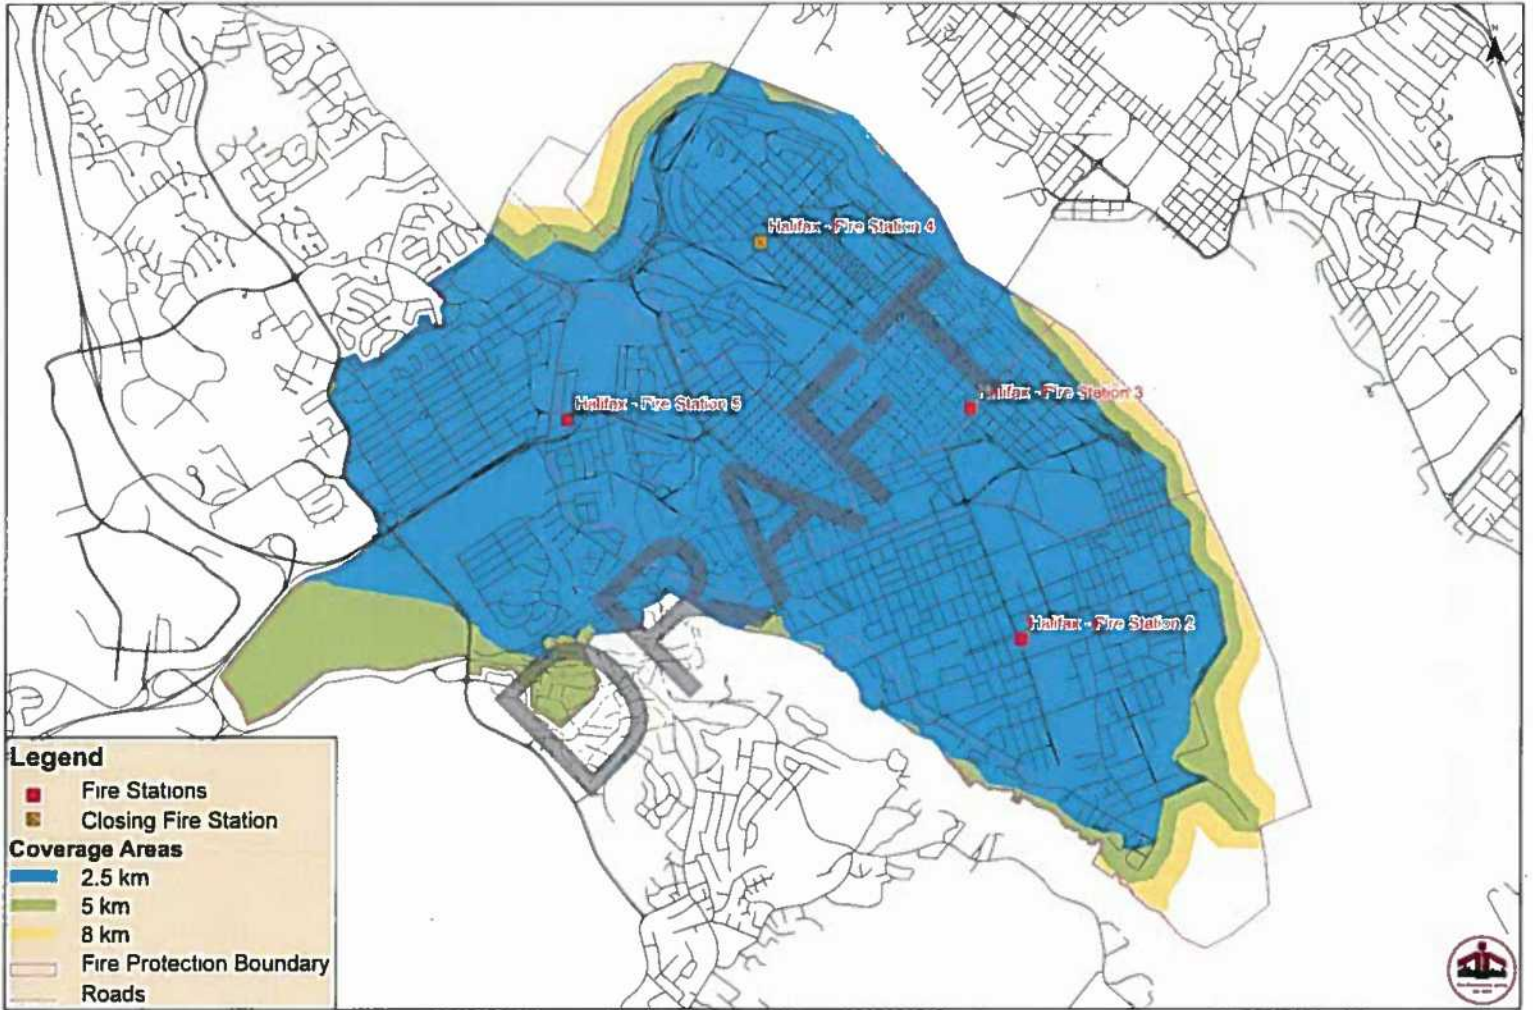 N
Halifax - Fire Station 4
Halifax - Fire Station 3
Halifax - Fire Station 5
Halifax - Fire Station 2
DRAFT
Legend
Fire Stations
Closing Fire Station
Coverage Areas
2.5 km
5 km
8 km
Fire Protection Boundary
Roads